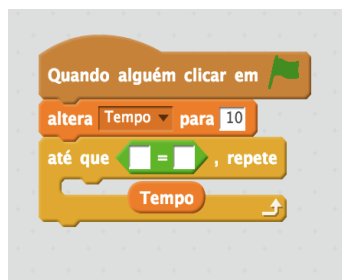 Quando alguém clicar em
altera Tempo para 10
até que = , repete
Tempo